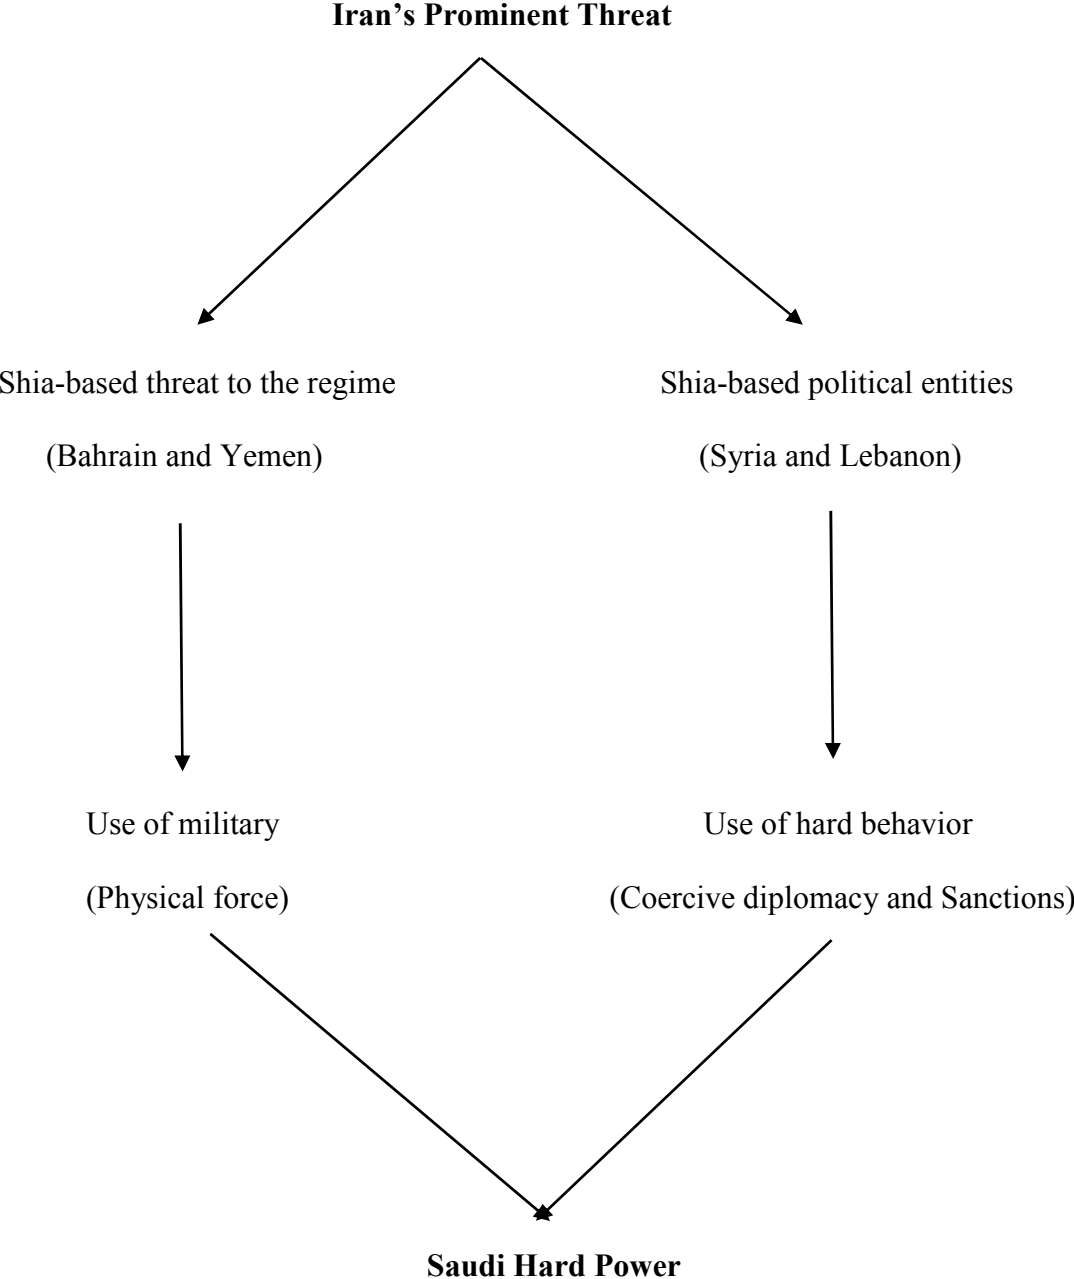 Iran’s Prominent Threat
Shia-based threat to the regime
(Bahrain and Yemen)
Shia-based political entities
(Syria and Lebanon)
Use of military
(Physical force)
Use of hard behavior
(Coercive diplomacy and Sanctions)
Saudi Hard Power